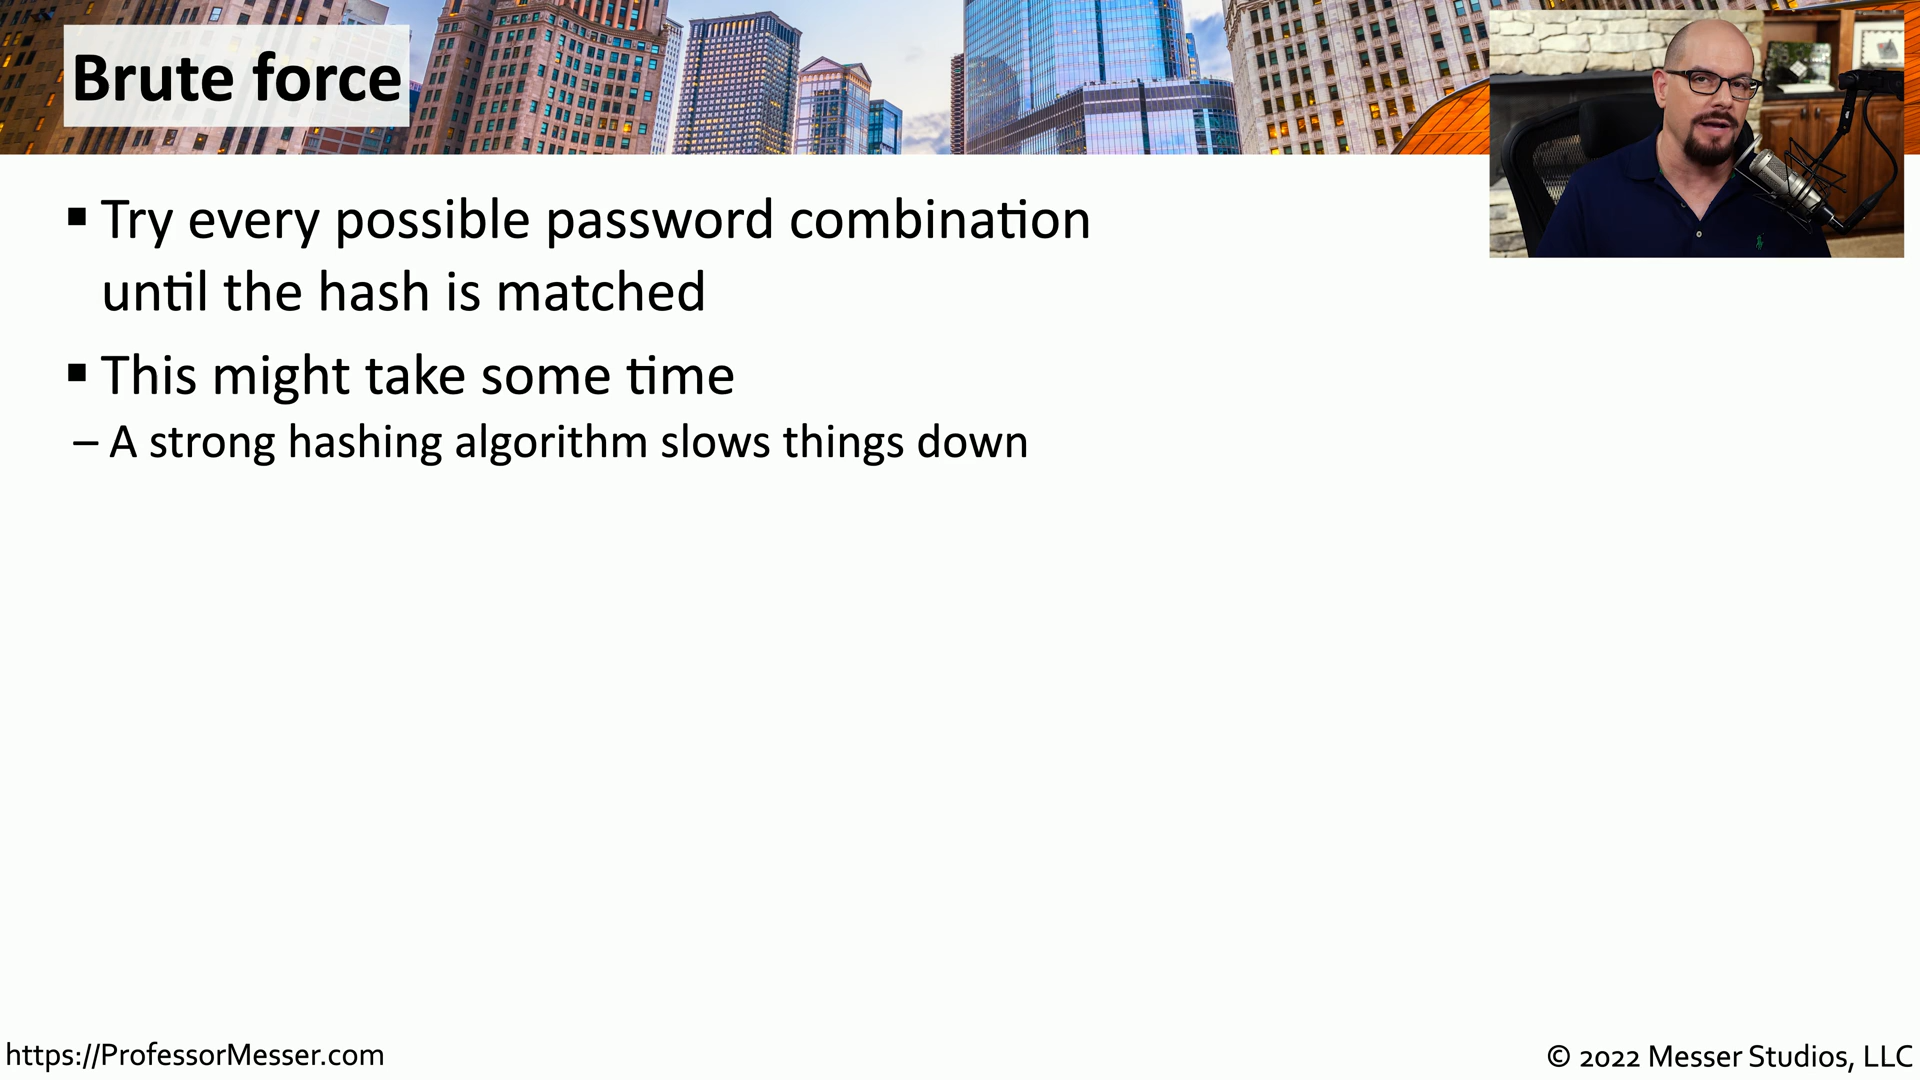 Brute force
▪ Try every possible password combination
until the hash is matched
▪ This might take some time
– A strong hashing algorithm slows things down
https://ProfessorMesser.com
© 2022 Messer Studios, LLC